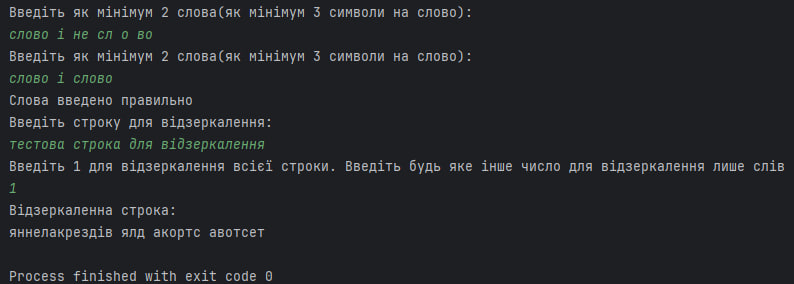 Введіть як мінімум 2 слова(як мінімум 3 символи на слово):
слово і не сл о во
Введіть як мінімум 2 слова(як мінімум 3 символи на слово):
слово і слово
Слова введено правильно
Введіть строку для відзеркалення:
тестова строка для відзеркалення
Введіть 1 для відзеркалення всієї строки. Введіть будь яке інше число для відзеркалення лише слів
1
Відзеркаленна строка:
яннелакрездів ялд акортс авотсет
Process finished with exit code 0